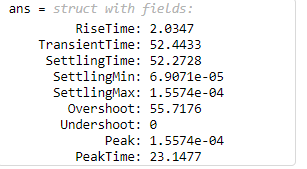 ans = struct with fields:
RiseTime: 2.0347
TransientTime: 52.4433
SettlingTime: 52.2728
SettlingMin: 6.9071e-05
SettlingMax: 1.5574e-04
Overshoot: 55.7176
Undershoot: 0
Peak: 1.5574e-04
PeakTime: 23.1477